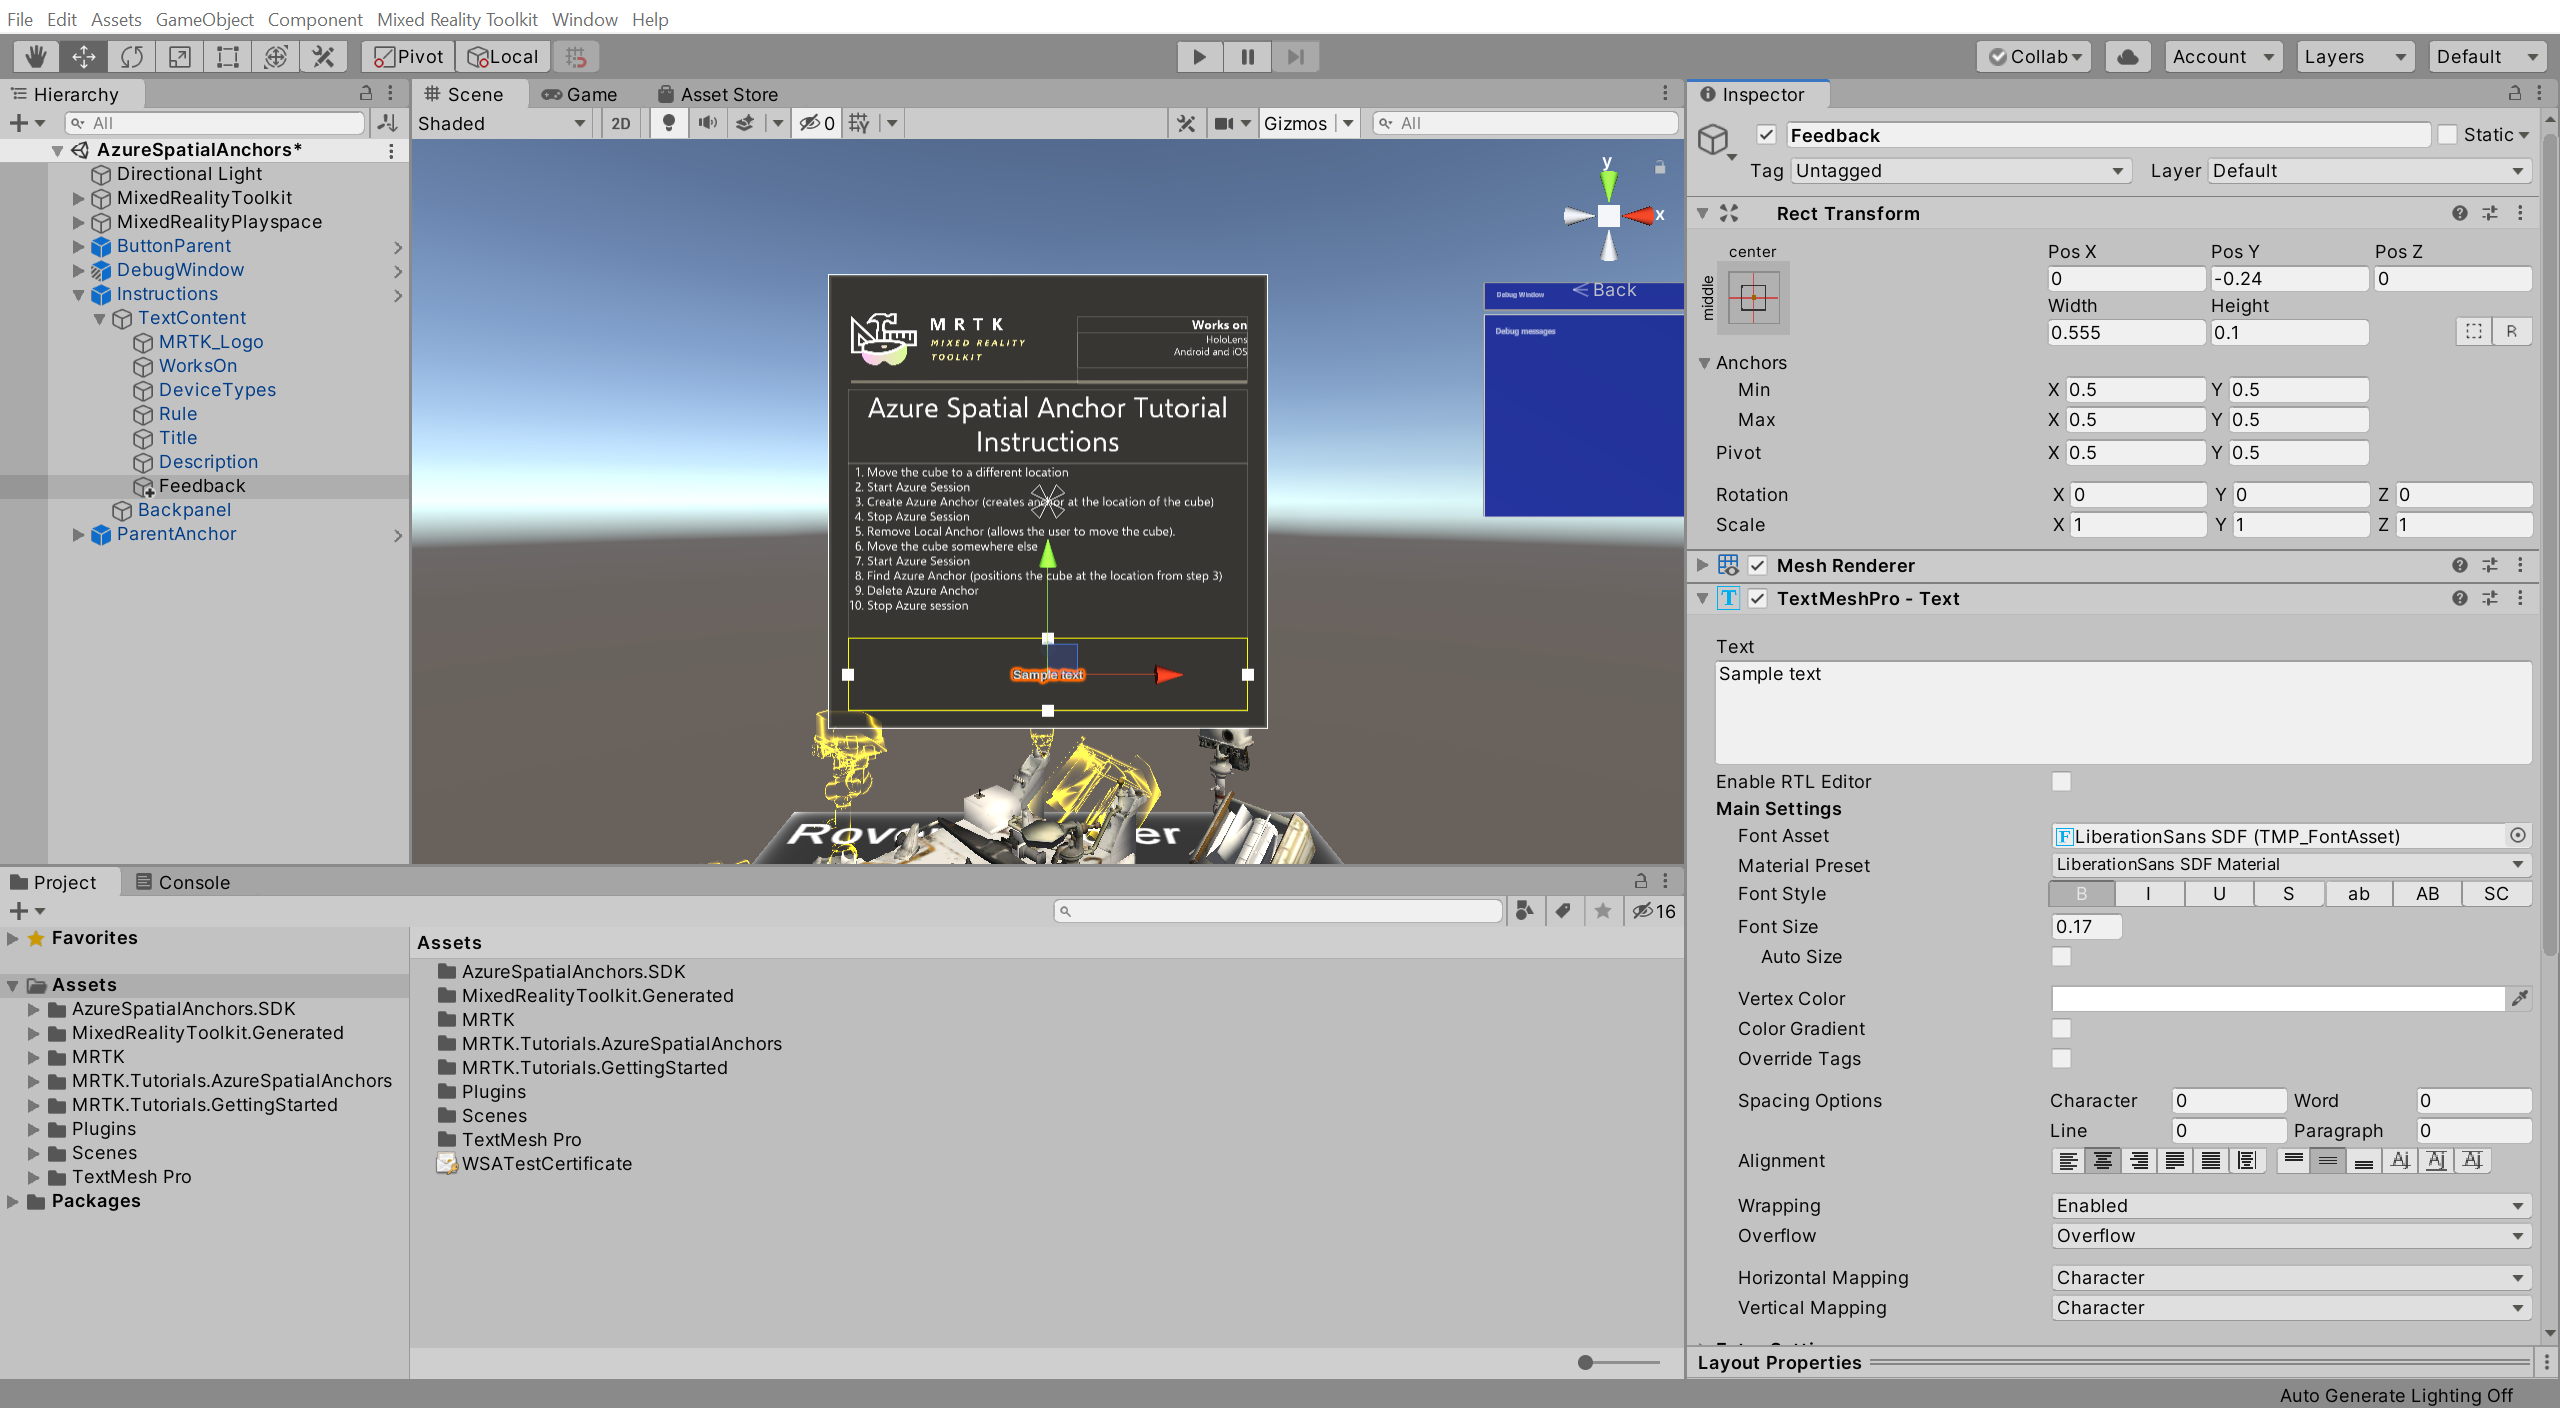 File Edit Assets GameObject Component Mixed Reality Toolkit Window Help
Pivot Local Collab Account Layers Default
Hierarchy
All
AzureSpatialAnchors*
Directional Light
MixedRealityToolkit
MixedRealityPlayspace
ButtonParent
DebugWindow
Instructions
TextContent
MRTK_Logo
WorksOn
DeviceTypes
Rule
Title
Description
Feedback
Backpanel
ParentAnchor
Scene Game Asset Store
Shaded 2D 0 Gizmos All
y
x
Debug Window Back
Debug messages
MRTK
MIXED REALITY
TOOLKIT
Works on
HoloLens
Android and iOS
Azure Spatial Anchor Tutorial
Instructions
1. Move the cube to a different location
2. Start Azure Session
3. Create Azure Anchor (creates anchor at the location of the cube)
4. Stop Azure Session
5. Remove Local Anchor (allows the user to move the cube).
6. Move the cube somewhere else
7. Start Azure Session
8. Find Azure Anchor (positions the cube at the location from step 3)
9. Delete Azure Anchor
10. Stop Azure session
Sample text
Project Console
16
Favorites
Assets
AzureSpatialAnchors.SDK
MixedRealityToolkit.Generated
MRTK
MRTK.Tutorials.AzureSpatialAnchors
MRTK.Tutorials.GettingStarted
Plugins
Scenes
TextMesh Pro
Packages
Assets
AzureSpatialAnchors.SDK
MixedRealityToolkit.Generated
MRTK
MRTK.Tutorials.AzureSpatialAnchors
MRTK.Tutorials.GettingStarted
Plugins
Scenes
TextMesh Pro
WSATestCertificate
Inspector
Feedback Static
Tag Untagged Layer Default
Rect Transform
center
middle
Pos X Pos Y Pos Z
0 -0.24 0
Width Height
0.555 0.1
R
Anchors
Min X 0.5 Y 0.5
Max X 0.5 Y 0.5
Pivot X 0.5 Y 0.5
Rotation X 0 Y 0 Z 0
Scale X 1 Y 1 Z 1
Mesh Renderer
TextMeshPro - Text
Text
Sample text
Enable RTL Editor
Main Settings
Font Asset LiberationSans SDF (TMP_FontAsset)
Material Preset LiberationSans SDF Material
Font Style B I U S ab AB SC
Font Size 0.17
Auto Size
Vertex Color
Color Gradient
Override Tags
Spacing Options Character 0 Word 0
Line 0 Paragraph 0
Alignment
Wrapping Enabled
Overflow Overflow
Horizontal Mapping Character
Vertical Mapping Character
Layout Properties
Auto Generate Lighting Off